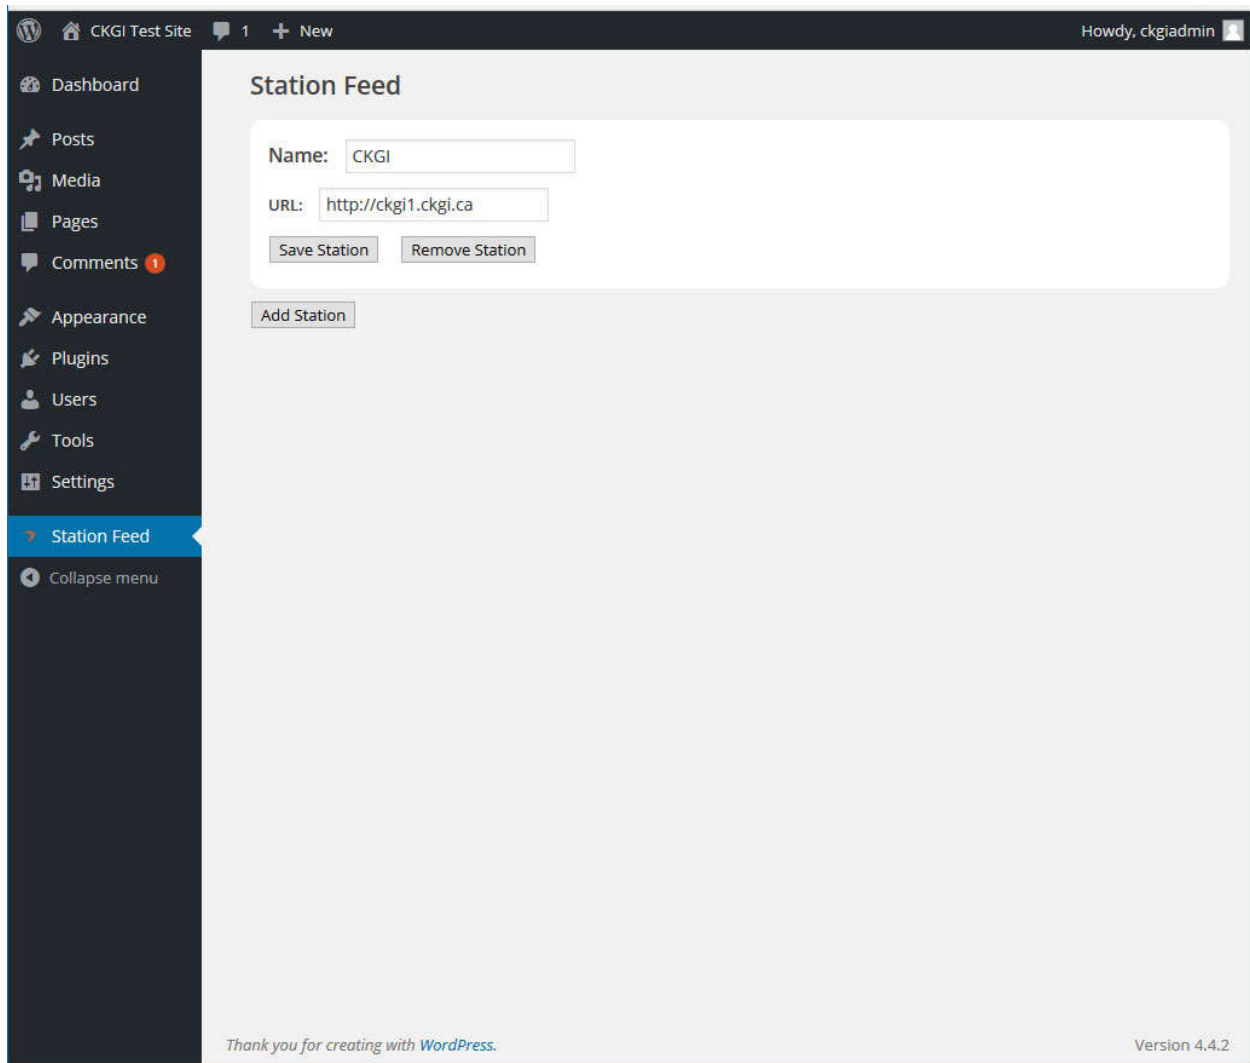 CKGI Test Site 1 New Howdy, ckgiadmin
Dashboard
Posts
Media
Pages
Comments 1
Appearance
Plugins
Users
Tools
Settings
Station Feed
Collapse menu
Station Feed
Name: CKGI
URL: http://ckgi1.ckgi.ca
Save Station Remove Station
Add Station
Thank you for creating with WordPress. Version 4.4.2